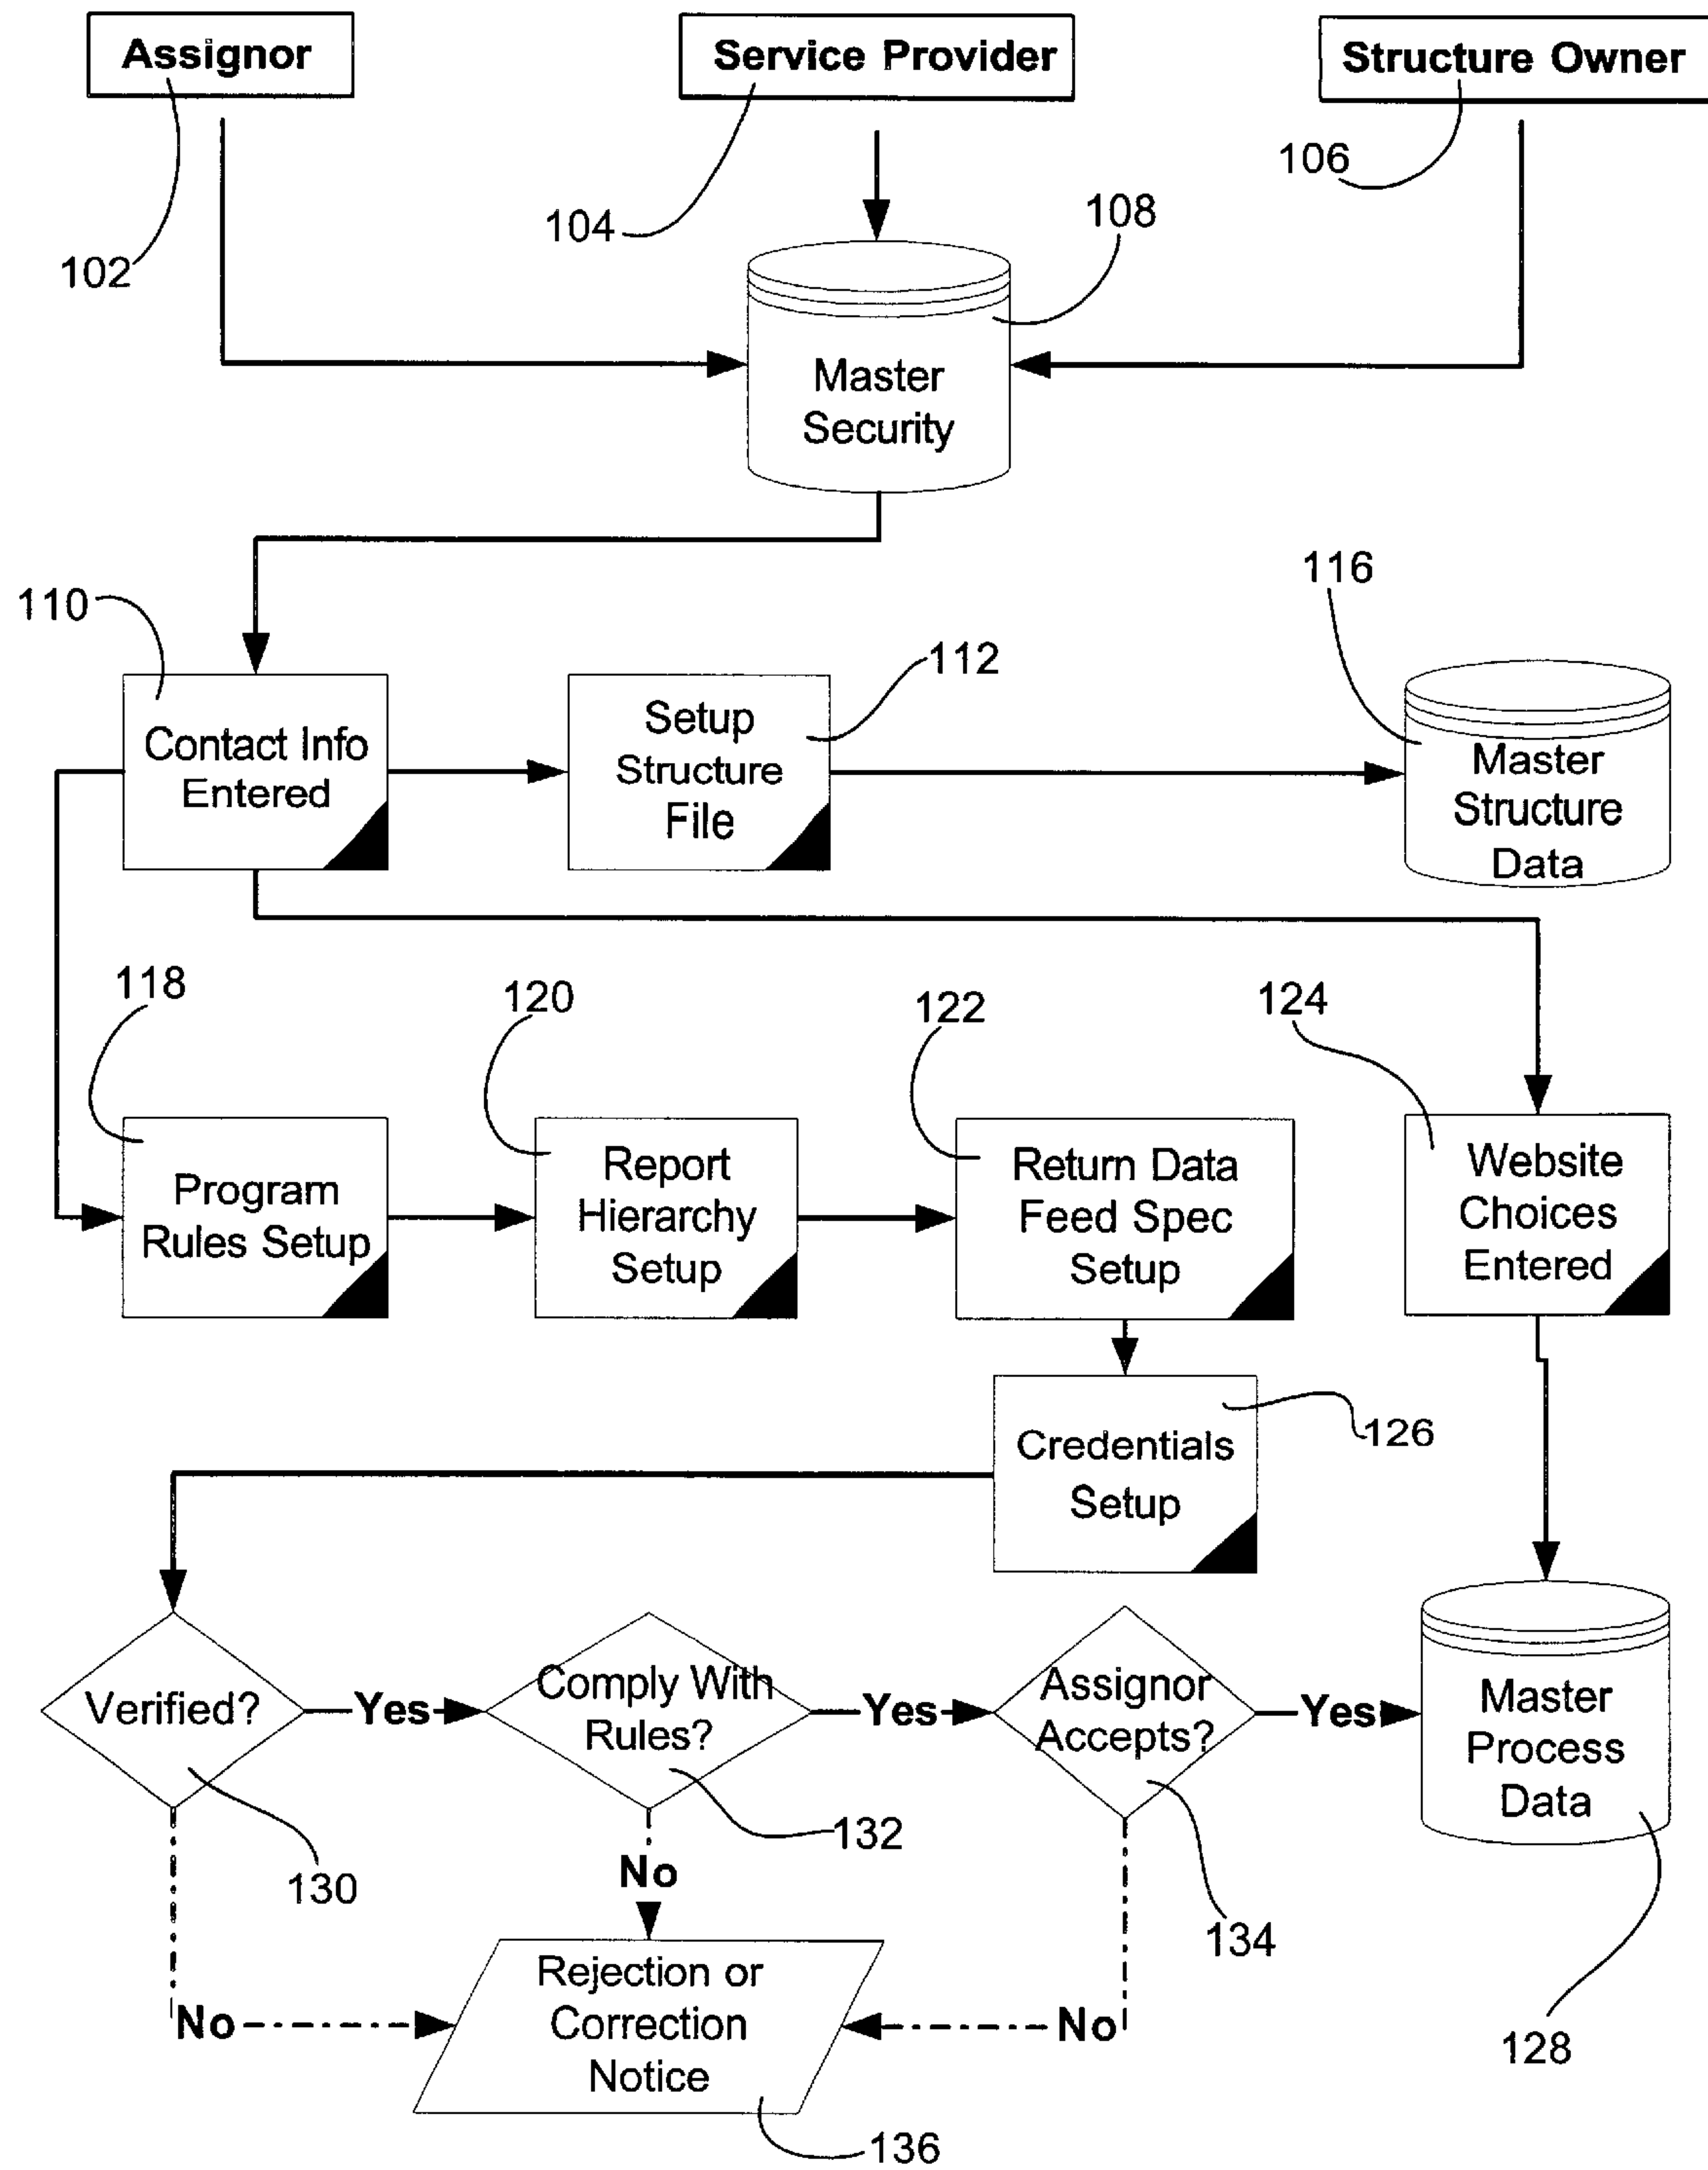 Assignor
Service Provider
Structure Owner
102
104
106
108
Master
Security
110
112
116
Contact Info
Entered
Setup
Structure
File
Master
Structure
Data
118
120
122
124
Program
Rules Setup
Report
Hierarchy
Setup
Return Data
Feed Spec
Setup
Website
Choices
Entered
126
Credentials
Setup
Verified?
Yes
Comply With
Rules?
Yes
Assignor
Accepts?
Yes
Master
Process
Data
130
132
134
128
No
No
No
Rejection or
Correction
Notice
136